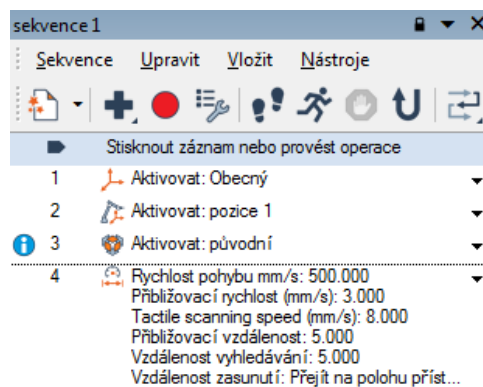 sekvence 1
Sekvence Upravit Vložit Nástroje
Stisknout záznam nebo provést operace
1 Aktivovat: Obecný
2 Aktivovat: pozice 1
3 Aktivovat: původní
4 Rychlost pohybu mm/s: 500.000
Přibližovací rychlost (mm/s): 3.000
Tactile scanning speed (mm/s): 8.000
Přibližovací vzdálenost: 5.000
Vzdálenost vyhledávání: 5.000
Vzdálenost zasunutí: Přejít na polohu příst...